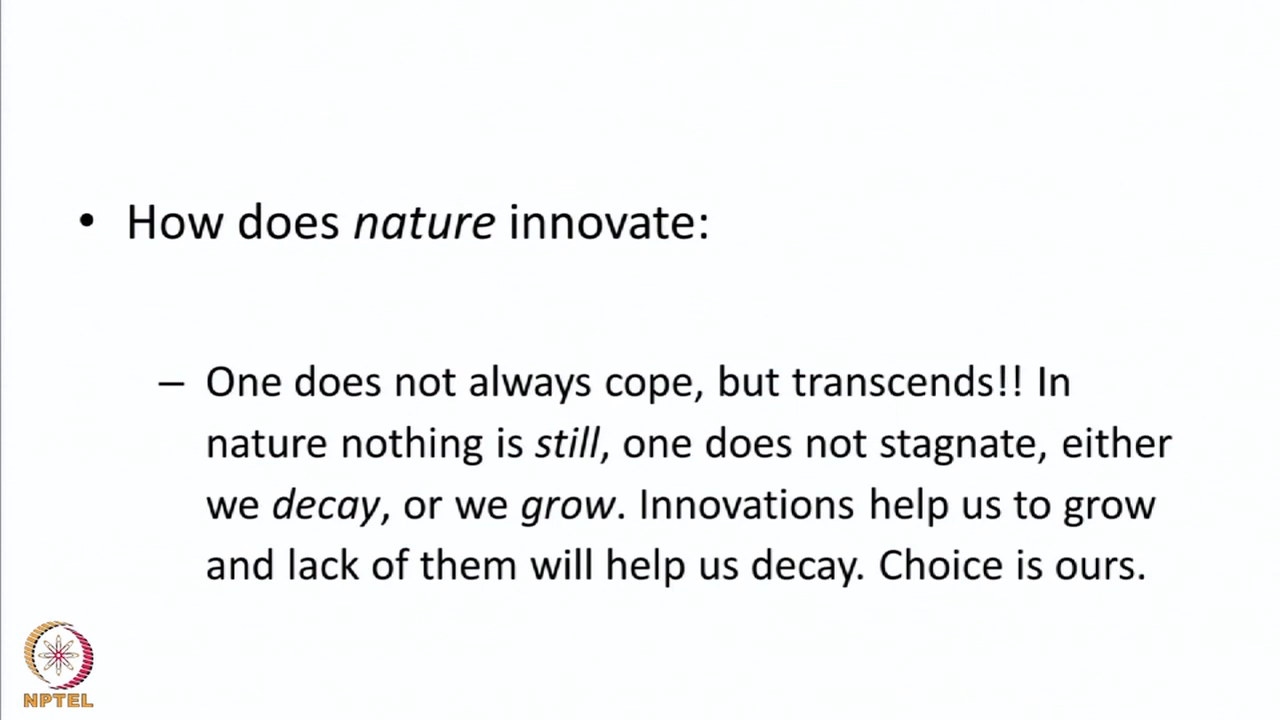 • How does nature innovate:
– One does not always cope, but transcends!! In
nature nothing is still, one does not stagnate, either
we decay, or we grow. Innovations help us to grow
and lack of them will help us decay. Choice is ours.
NPTEL